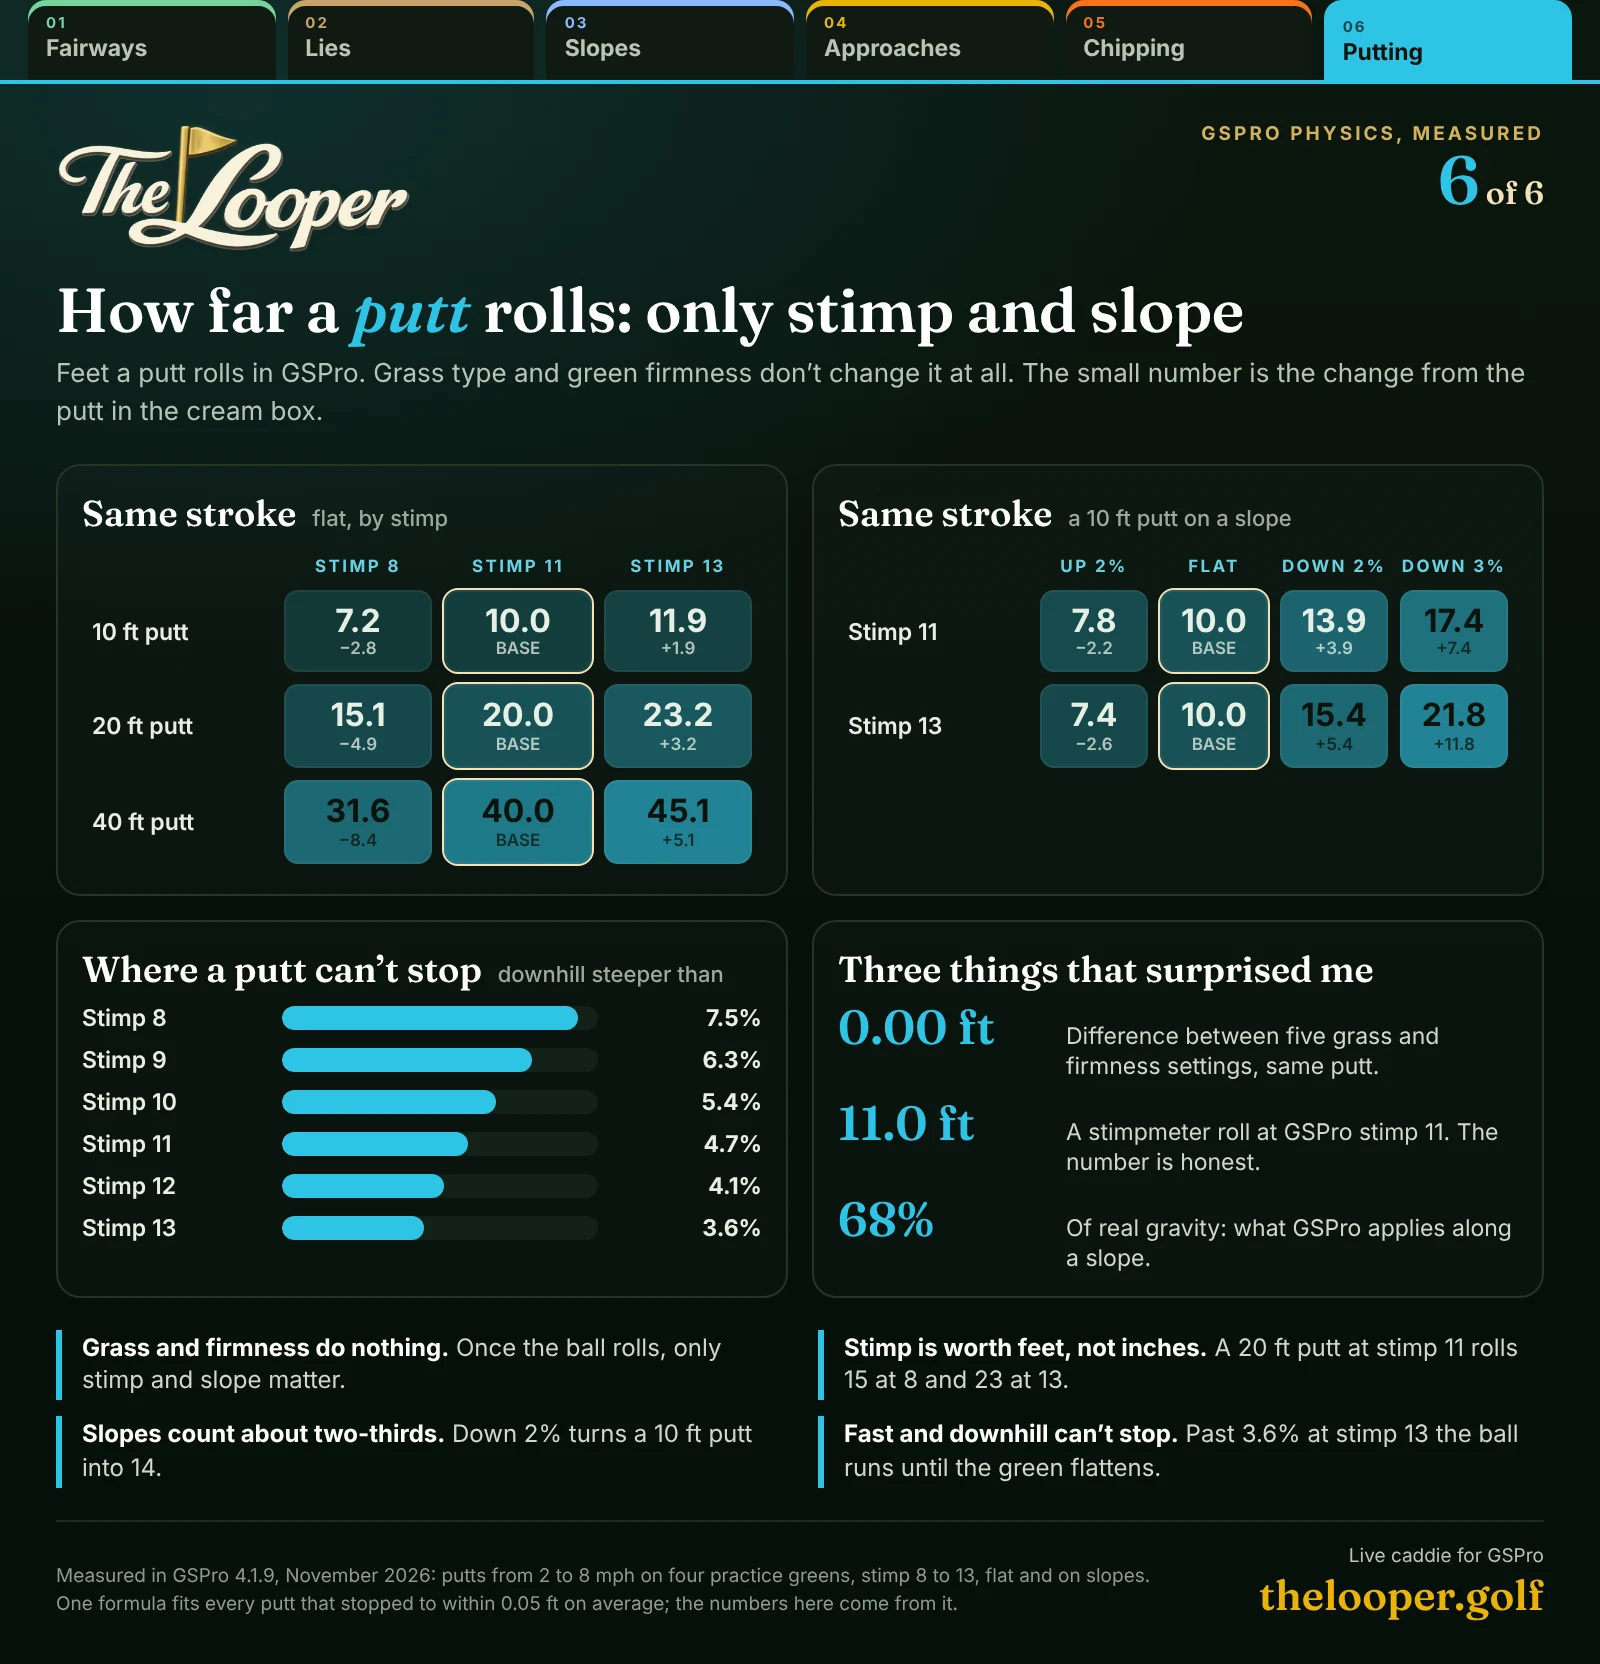 01
Fairways
02
Lies
03
Slopes
04
Approaches
05
Chipping
06
Putting
The Looper
GSPRO PHYSICS, MEASURED
6 of 6
How far a putt rolls: only stimp and slope
Feet a putt rolls in GSPro. Grass type and green firmness don’t change it at all. The small number is the change from the
putt in the cream box.
Same stroke flat, by stimp
STIMP 8 STIMP 11 STIMP 13
10 ft putt 7.2 10.0 11.9
−2.8 BASE +1.9
20 ft putt 15.1 20.0 23.2
−4.9 BASE +3.2
40 ft putt 31.6 40.0 45.1
−8.4 BASE +5.1
Same stroke a 10 ft putt on a slope
UP 2% FLAT DOWN 2% DOWN 3%
Stimp 11 7.8 10.0 13.9 17.4
−2.2 BASE +3.9 +7.4
Stimp 13 7.4 10.0 15.4 21.8
−2.6 BASE +5.4 +11.8
Where a putt can’t stop downhill steeper than
Stimp 8 7.5%
Stimp 9 6.3%
Stimp 10 5.4%
Stimp 11 4.7%
Stimp 12 4.1%
Stimp 13 3.6%
Three things that surprised me
0.00 ft Difference between five grass and
firmness settings, same putt.
11.0 ft A stimpmeter roll at GSPro stimp 11. The
number is honest.
68% Of real gravity: what GSPro applies along
a slope.
Grass and firmness do nothing. Once the ball rolls, only
stimp and slope matter.
Stimp is worth feet, not inches. A 20 ft putt at stimp 11 rolls
15 at 8 and 23 at 13.
Slopes count about two-thirds. Down 2% turns a 10 ft putt
into 14.
Fast and downhill can’t stop. Past 3.6% at stimp 13 the ball
runs until the green flattens.
Measured in GSPro 4.1.9, November 2026: putts from 2 to 8 mph on four practice greens, stimp 8 to 13, flat and on slopes.
One formula fits every putt that stopped to within 0.05 ft on average; the numbers here come from it.
Live caddie for GSPro
thelooper.golf